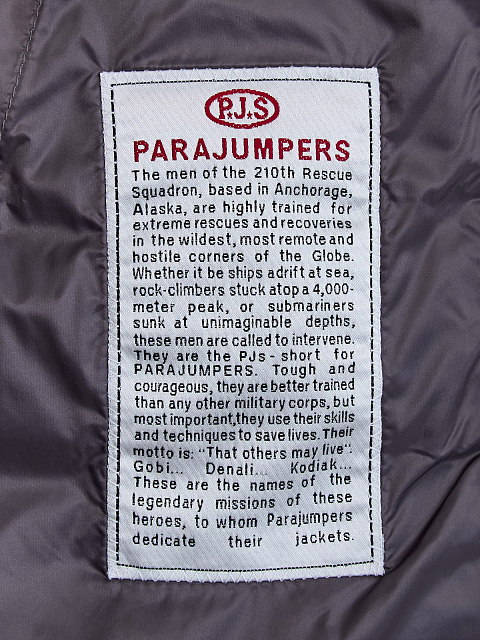 P.J.S
PARAJUMPERS
The men of the 210th Rescue
Squadron, based in Anchorage,
Alaska, are highly trained for
extreme rescues and recoveries
in the wildest, most remote and
hostile corners of the Globe.
Whether it be ships adrift at sea,
rock-climbers stuck atop a 4,000-
meter peak, or submariners
sunk at unimaginable depths,
these men are called to intervene.
They are the PJs - short for
PARAJUMPERS. Tough and
courageous, they are better trained
than any other military corps, but
most important,they use their skills
and techniques to save lives. Their
motto is: "That others may live".
Gobi... Denali... Kodiak...
These are the names of the
legendary missions of these
heroes, to whom Parajumpers
dedicate their jackets.